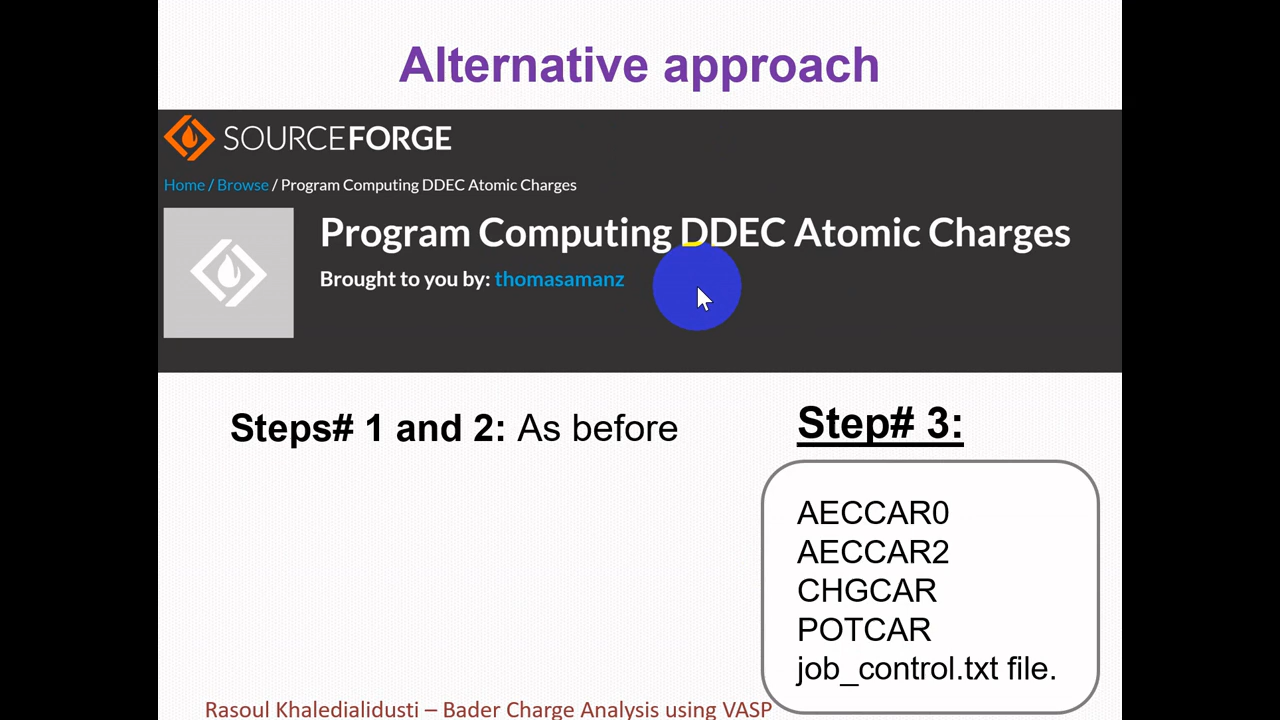 Alternative approach
SOURCEFORGE
Home / Browse / Program Computing DDEC Atomic Charges
Program Computing DDEC Atomic Charges
Brought to you by: thomasamanz
Steps# 1 and 2: As before
Step# 3:
AECCAR0
AECCAR2
CHGCAR
POTCAR
job_control.txt file.
Rasoul Khaledialidusti – Bader Charge Analysis using VASP